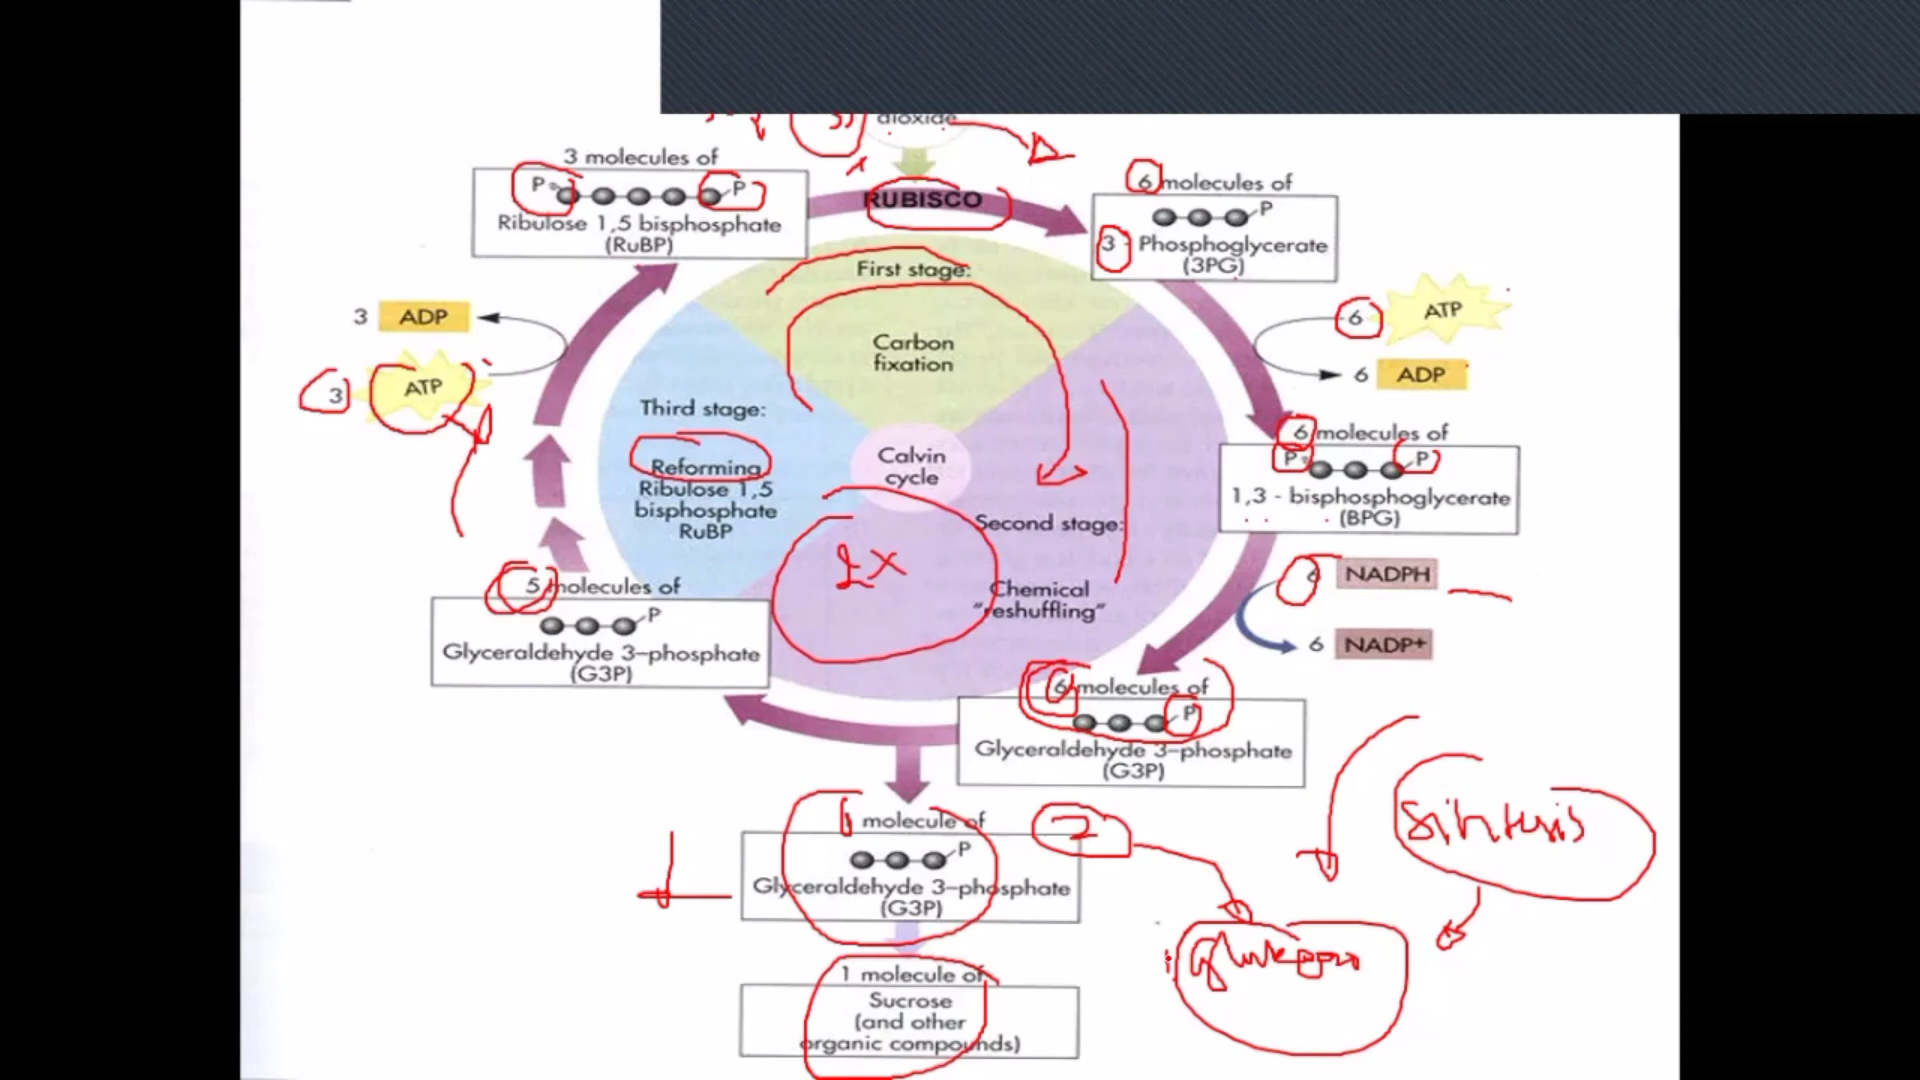 dioxide
3 molecules of
P
P
Ribulose 1,5 bisphosphate
(RuBP)
RUBISCO
6 molecules of
P
3 - Phosphoglycerate
(3PG)
First stage:
Carbon
fixation
3 ADP
3 ATP
6 ATP
6 ADP
Third stage:
Reforming
Ribulose 1,5
bisphosphate
RuBP
Calvin
cycle
6 molecules of
P
P
1,3 - bisphosphoglycerate
(BPG)
Second stage:
Chemical
"reshuffling"
6 NADPH
6 NADP+
5 molecules of
P
Glyceraldehyde 3-phosphate
(G3P)
6 molecules of
P
Glyceraldehyde 3-phosphate
(G3P)
1 molecule of
P
Glyceraldehyde 3-phosphate
(G3P)
2
sintesis
1 molecule of
Sucrose
(and other
organic compounds)